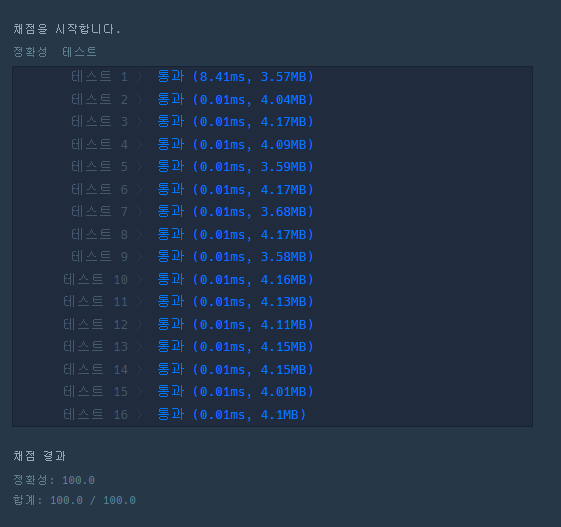 채점을 시작합니다.
정확성 테스트
테스트 1 〉 통과 (8.41ms, 3.57MB)
테스트 2 〉 통과 (0.01ms, 4.04MB)
테스트 3 〉 통과 (0.01ms, 4.17MB)
테스트 4 〉 통과 (0.01ms, 4.09MB)
테스트 5 〉 통과 (0.01ms, 3.59MB)
테스트 6 〉 통과 (0.01ms, 4.17MB)
테스트 7 〉 통과 (0.01ms, 3.68MB)
테스트 8 〉 통과 (0.01ms, 4.17MB)
테스트 9 〉 통과 (0.01ms, 3.58MB)
테스트 10 〉 통과 (0.01ms, 4.16MB)
테스트 11 〉 통과 (0.01ms, 4.13MB)
테스트 12 〉 통과 (0.01ms, 4.11MB)
테스트 13 〉 통과 (0.01ms, 4.15MB)
테스트 14 〉 통과 (0.01ms, 4.15MB)
테스트 15 〉 통과 (0.01ms, 4.01MB)
테스트 16 〉 통과 (0.01ms, 4.1MB)
채점 결과
정확성: 100.0
합계: 100.0 / 100.0